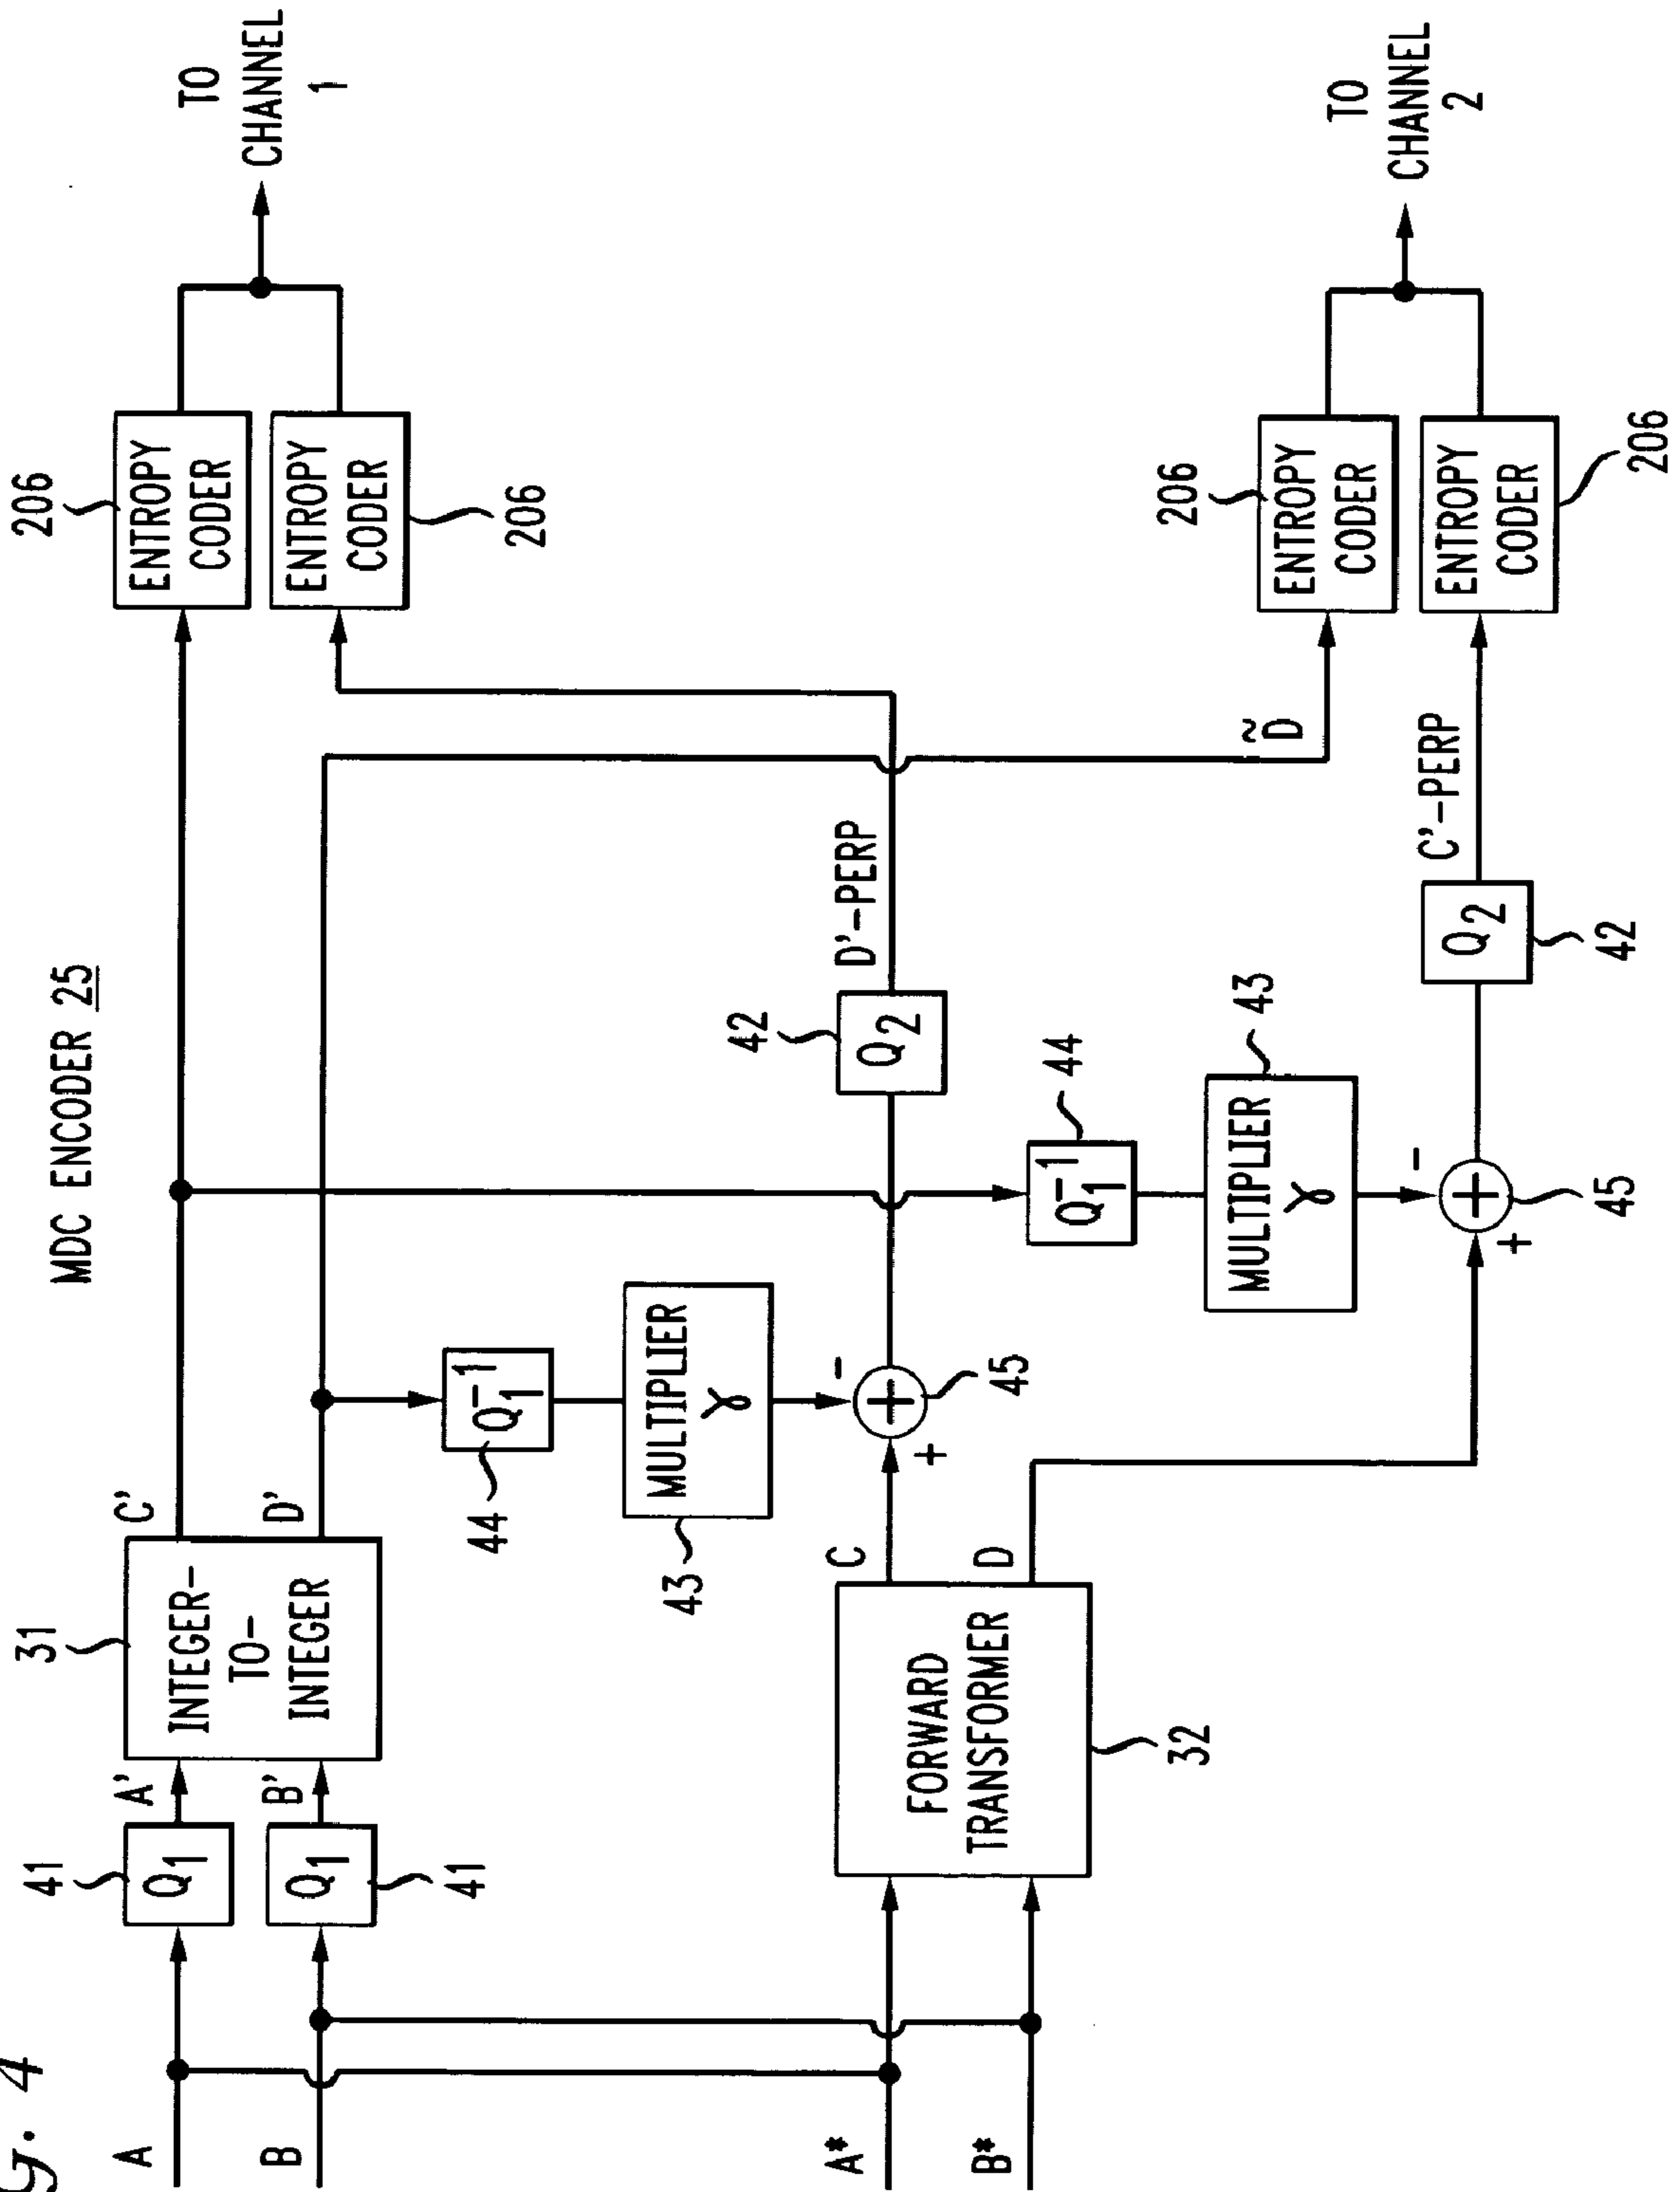 G. 4
MDC ENCODER 25
A
B
A*
B*
41
Q1
Q1
41
A'
B'
31
INTEGER-
TO-
INTEGER
C'
D'
FORWARD
TRANSFORMER
32
C
D
44
Q1^-1
MULTIPLIER
γ
43
-
+
45
42
Q2
D'-PERP
44
Q1^-1
MULTIPLIER
γ
43
-
+
45
Q2
42
C'-PERP
D̃
206
ENTROPY
CODER
ENTROPY
CODER
206
206
ENTROPY
CODER
ENTROPY
CODER
206
TO
CHANNEL
1
TO
CHANNEL
2